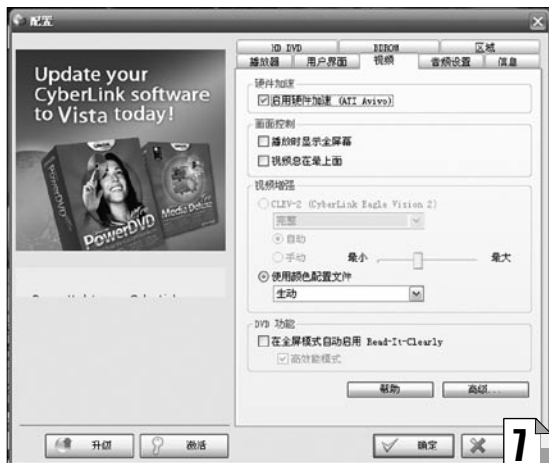 配置
Update your
CyberLink software
to Vista today!
PowerDVD
PowerDVD
Media Deluxe
HD DVD BDROM 区域
播放器 用户界面 视频 音频设置 信息
硬件加速
启用硬件加速 (ATI Avivo)
画面控制
播放时显示全屏幕
视频总在最上面
视频增强
CLEV-2 (CyberLink Eagle Vision 2)
完整
自动
手动 最小 最大
使用颜色配置文件
生动
DVD 功能
在全屏模式自动启用 Read-It-Clearly
高效能模式
帮助 高级...
升级 激活 确定
7